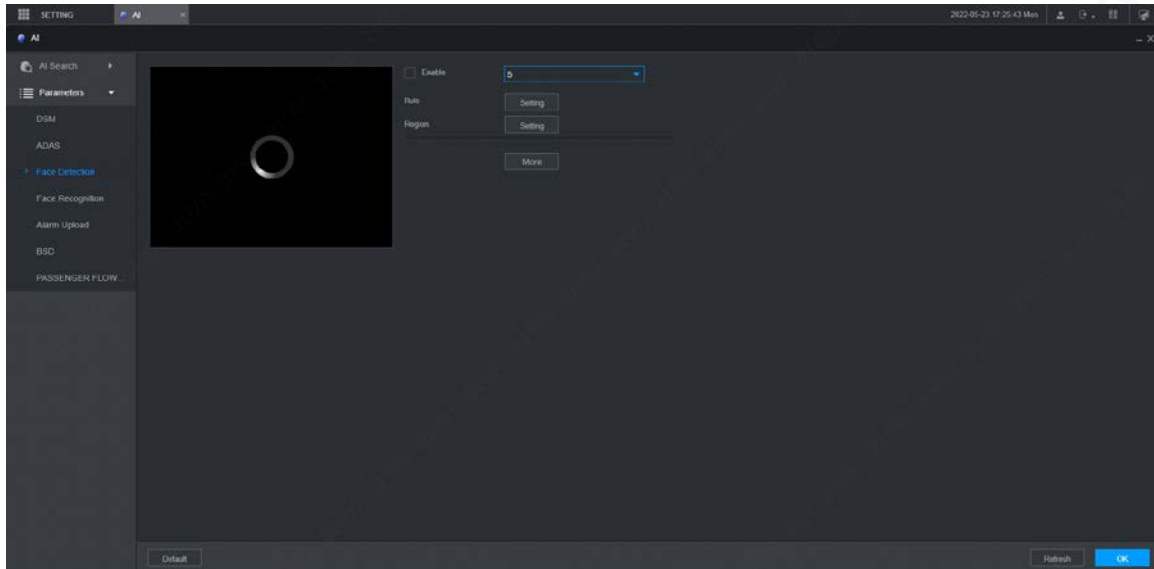 SETTING
AI
2022-05-23 17:25:43 Mon
AI
AI Search
Enable
5
Parameters
Rule
Setting
DSM
Region
Setting
ADAS
More
Face Detection
Face Recognition
Alarm Upload
BSD
PASSENGER FLOW...
Default
Refresh
OK